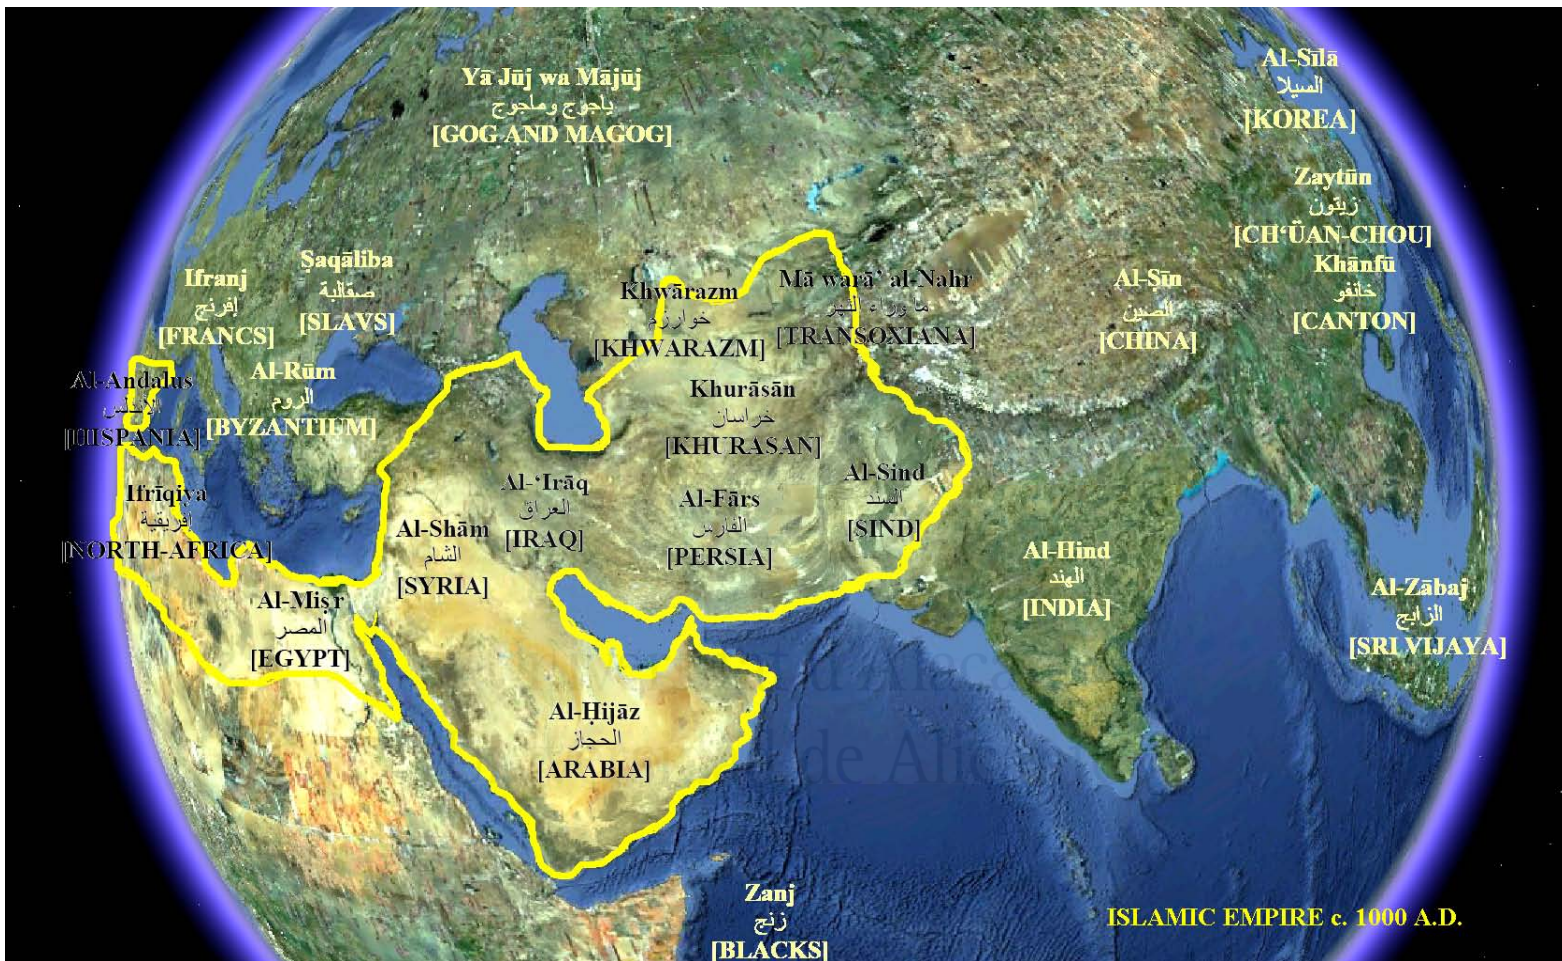 Yā Jūj wa Mājūj
ياجوج وماجوج
[GOG AND MAGOG]
Al-Sīlā
السيلا
[KOREA]
Zaytūn
زيتون
[CH‘ÜAN-CHOU]
Khānfū
خانفو
[CANTON]
Ifranj
إفرنج
[FRANCS]
Ṣaqāliba
صقالبة
[SLAVS]
Khwārazm
خوارزم
[KHWARAZM]
Mā warā’ al-Nahr
ما وراء النهر
[TRANSOXIANA]
Al-Ṣīn
الصين
[CHINA]
Al-Andalus
الاندلس
[HISPANIA]
Al-Rūm
الروم
[BYZANTIUM]
Khurāsān
خراسان
[KHURASAN]
Ifrīqiya
إفريقية
[NORTH-AFRICA]
Al-Shām
الشام
[SYRIA]
Al-‘Irāq
العراق
[IRAQ]
Al-Fārs
الفارس
[PERSIA]
Al-Sind
السند
[SIND]
Al-Hind
الهند
[INDIA]
Al-Zābaj
الزابج
[SRI VIJAYA]
Al-Miṣr
المصر
[EGYPT]
Al-Ḥijāz
الحجاز
[ARABIA]
Zanj
زنج
[BLACKS]
ISLAMIC EMPIRE c. 1000 A.D.